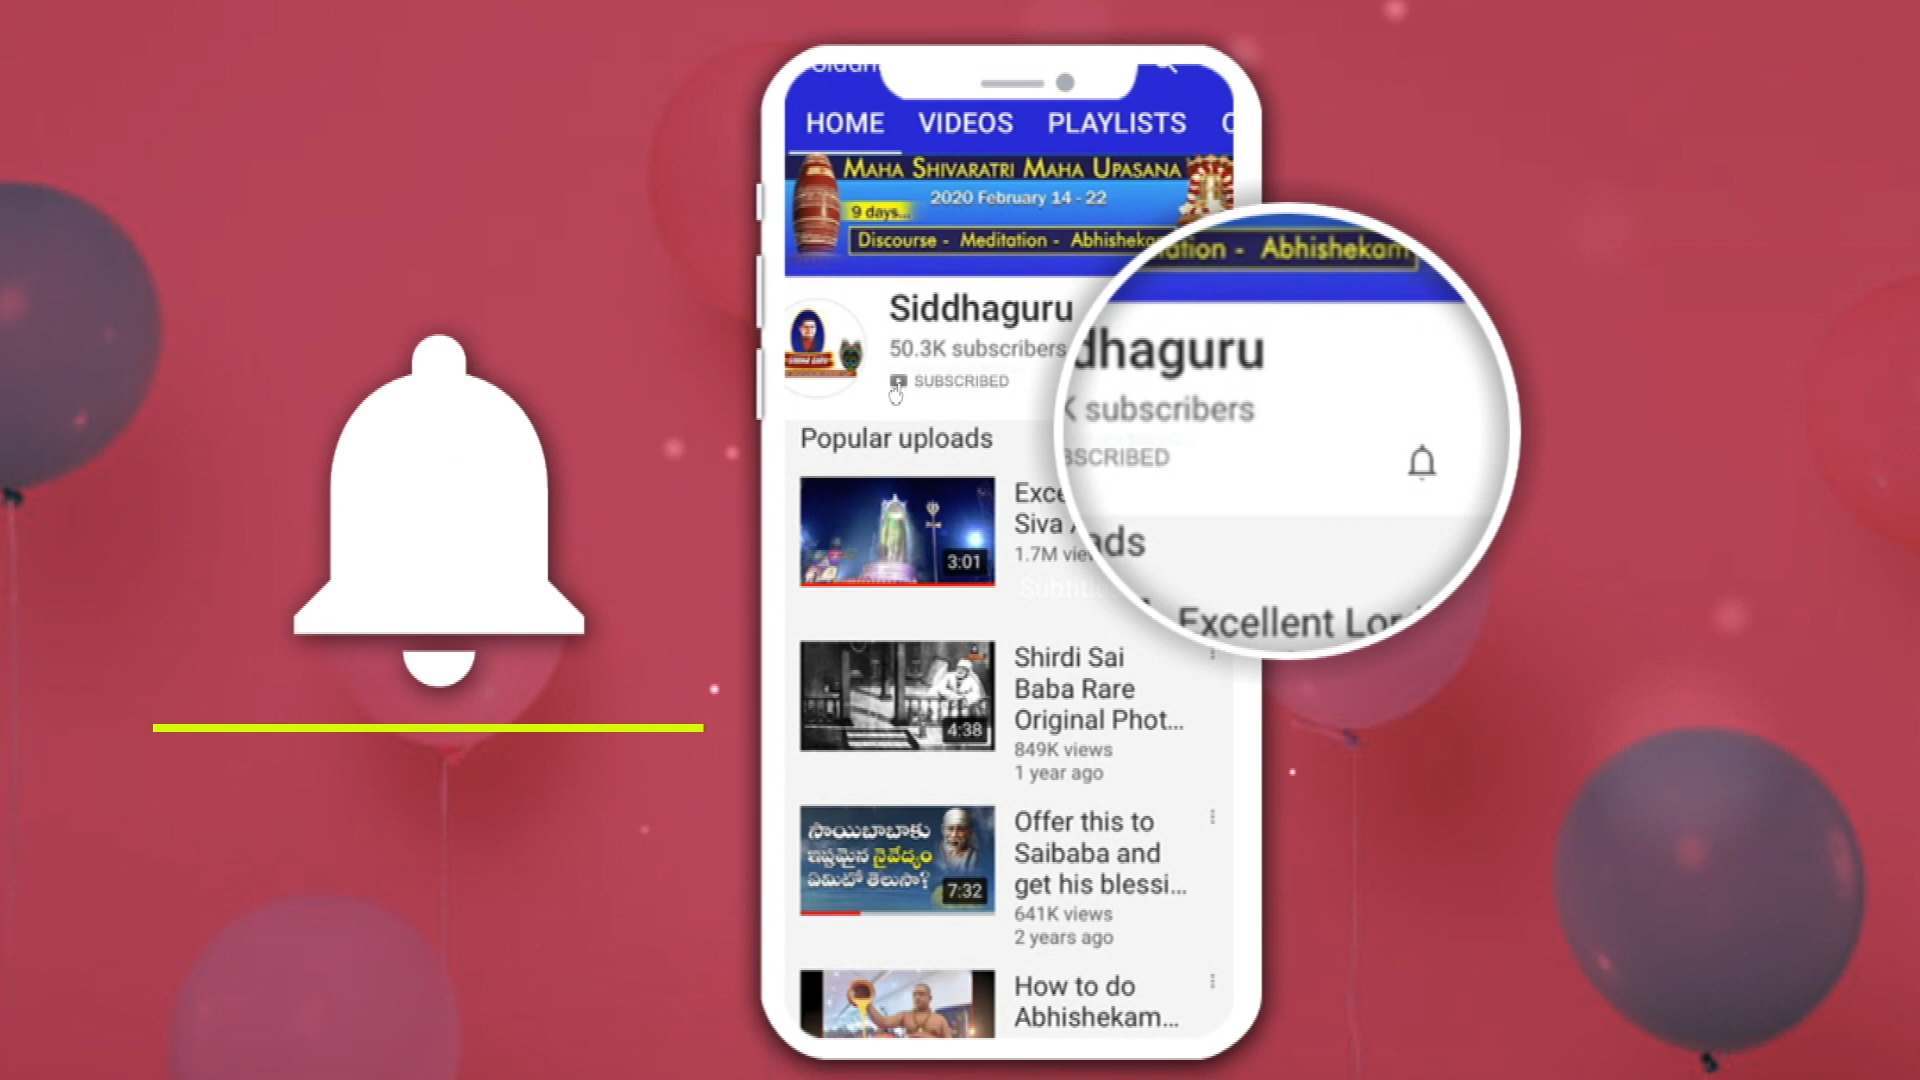 HOME VIDEOS PLAYLISTS
MAHA SHIVARATRI MAHA UPASANA
2020 February 14 - 22
9 days...
Discourse - Meditation - Abhishekam
Abhishekam
Siddhaguru
50.3K subscribers
SUBSCRIBED
dhaguru
K subscribers
BSCRIBED
ads
Excellent Lor
Popular uploads
Exce
Siva A
1.7M vie
Subtitl
3:01
Shirdi Sai
Baba Rare
Original Phot...
849K views
1 year ago
4:38
సాయిబాబాకు
ఇష్టమైన నైవేద్యం
ఏమిటో తెలుసా?
7:32
Offer this to
Saibaba and
get his blessi...
641K views
2 years ago
How to do
Abhishekam...